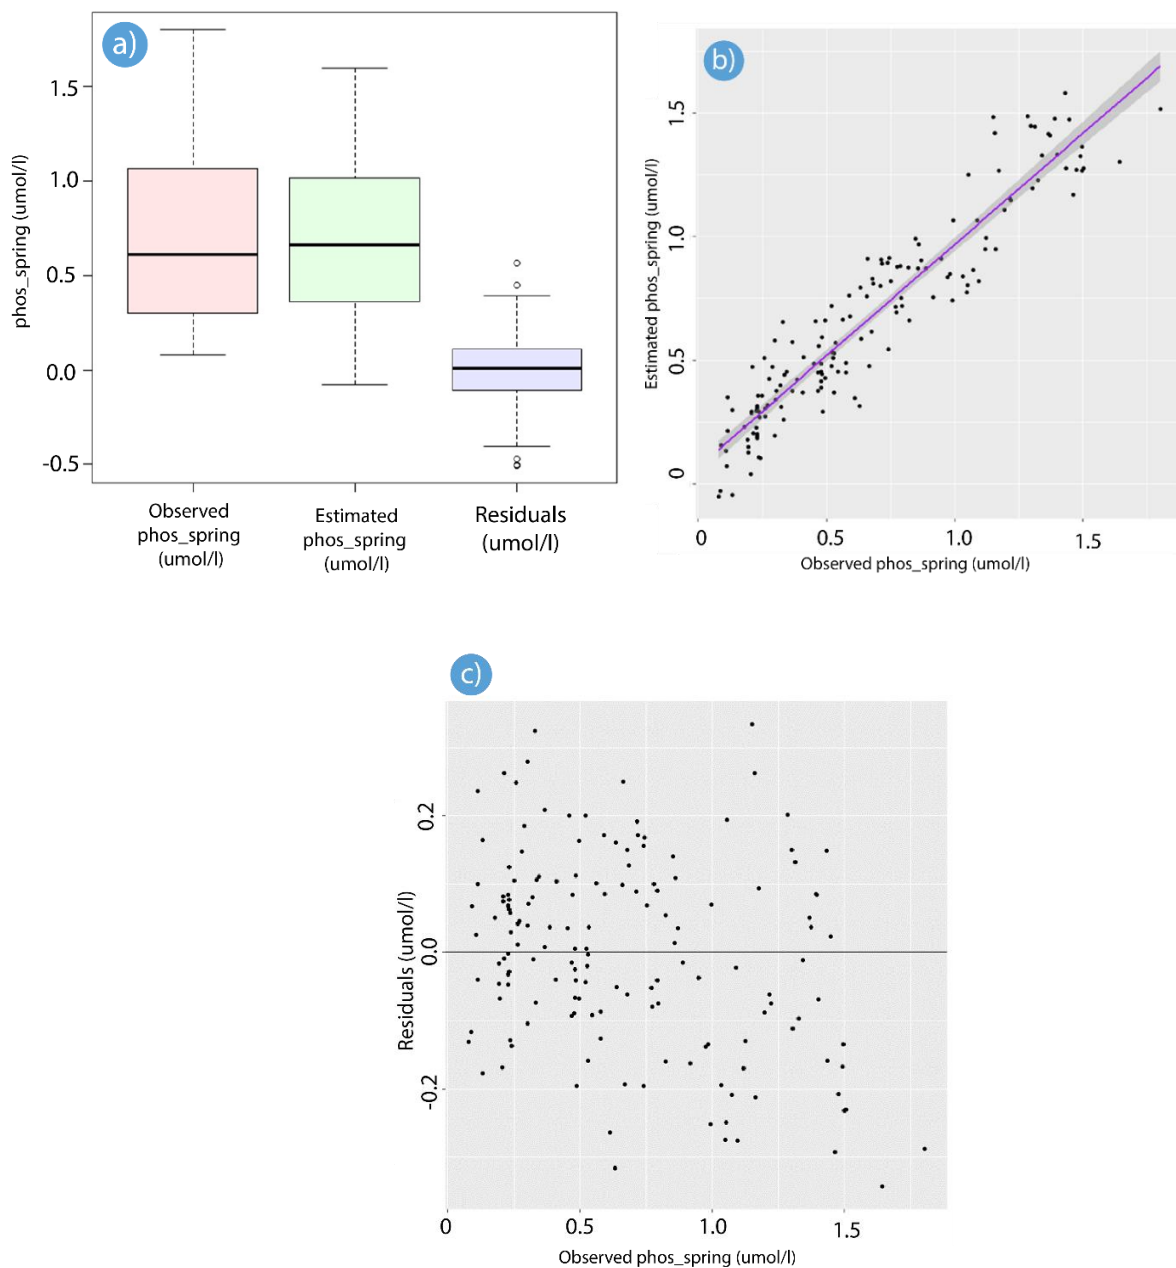 a)
phos_spring (umol/l)
1.5
1.0
0.5
0.0
-0.5
Observed
phos_spring
(umol/l)
Estimated
phos_spring
(umol/l)
Residuals
(umol/l)
b)
Estimated phos_spring (umol/l)
1.5
1.0
0.5
0
0
0.5
1.0
1.5
Observed phos_spring (umol/l)
c)
Residuals (umol/l)
0.2
0.0
-0.2
0
0.5
1.0
1.5
Observed phos_spring (umol/l)